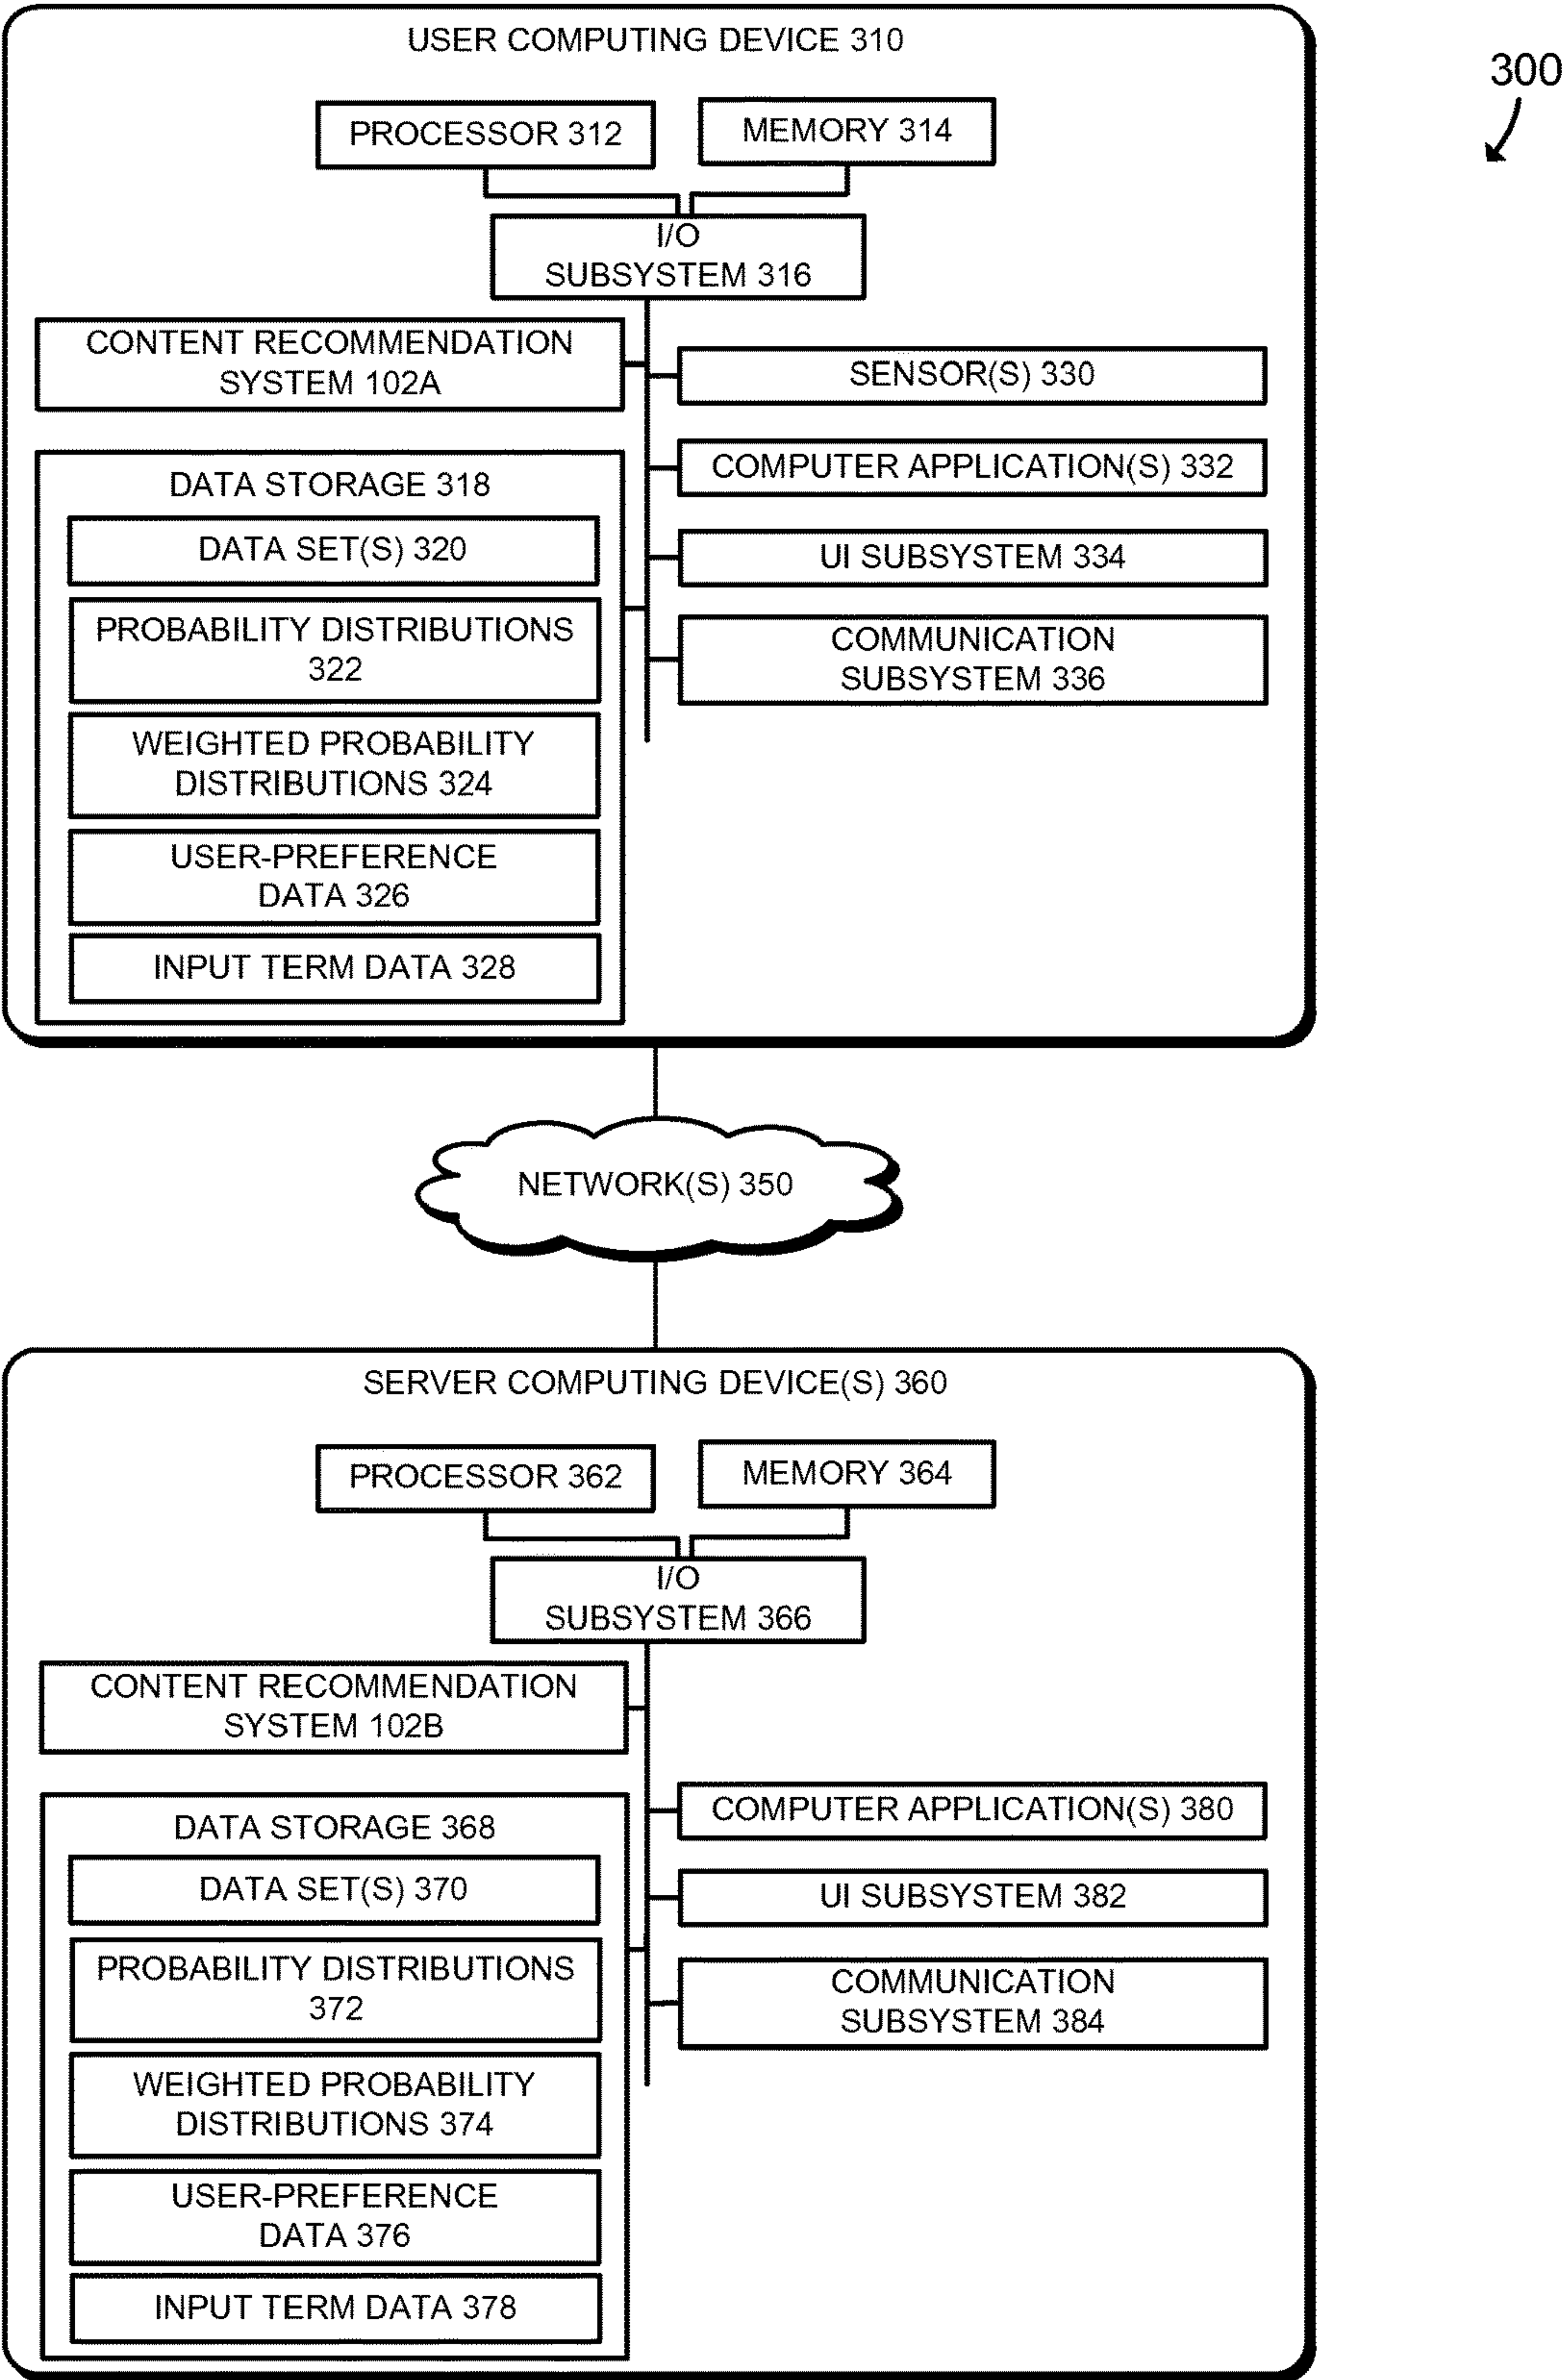 USER COMPUTING DEVICE 310
300
PROCESSOR 312
MEMORY 314
I/O
SUBSYSTEM 316
CONTENT RECOMMENDATION
SYSTEM 102A
SENSOR(S) 330
COMPUTER APPLICATION(S) 332
UI SUBSYSTEM 334
COMMUNICATION
SUBSYSTEM 336
DATA STORAGE 318
DATA SET(S) 320
PROBABILITY DISTRIBUTIONS
322
WEIGHTED PROBABILITY
DISTRIBUTIONS 324
USER-PREFERENCE
DATA 326
INPUT TERM DATA 328
NETWORK(S) 350
SERVER COMPUTING DEVICE(S) 360
PROCESSOR 362
MEMORY 364
I/O
SUBSYSTEM 366
CONTENT RECOMMENDATION
SYSTEM 102B
COMPUTER APPLICATION(S) 380
UI SUBSYSTEM 382
COMMUNICATION
SUBSYSTEM 384
DATA STORAGE 368
DATA SET(S) 370
PROBABILITY DISTRIBUTIONS
372
WEIGHTED PROBABILITY
DISTRIBUTIONS 374
USER-PREFERENCE
DATA 376
INPUT TERM DATA 378